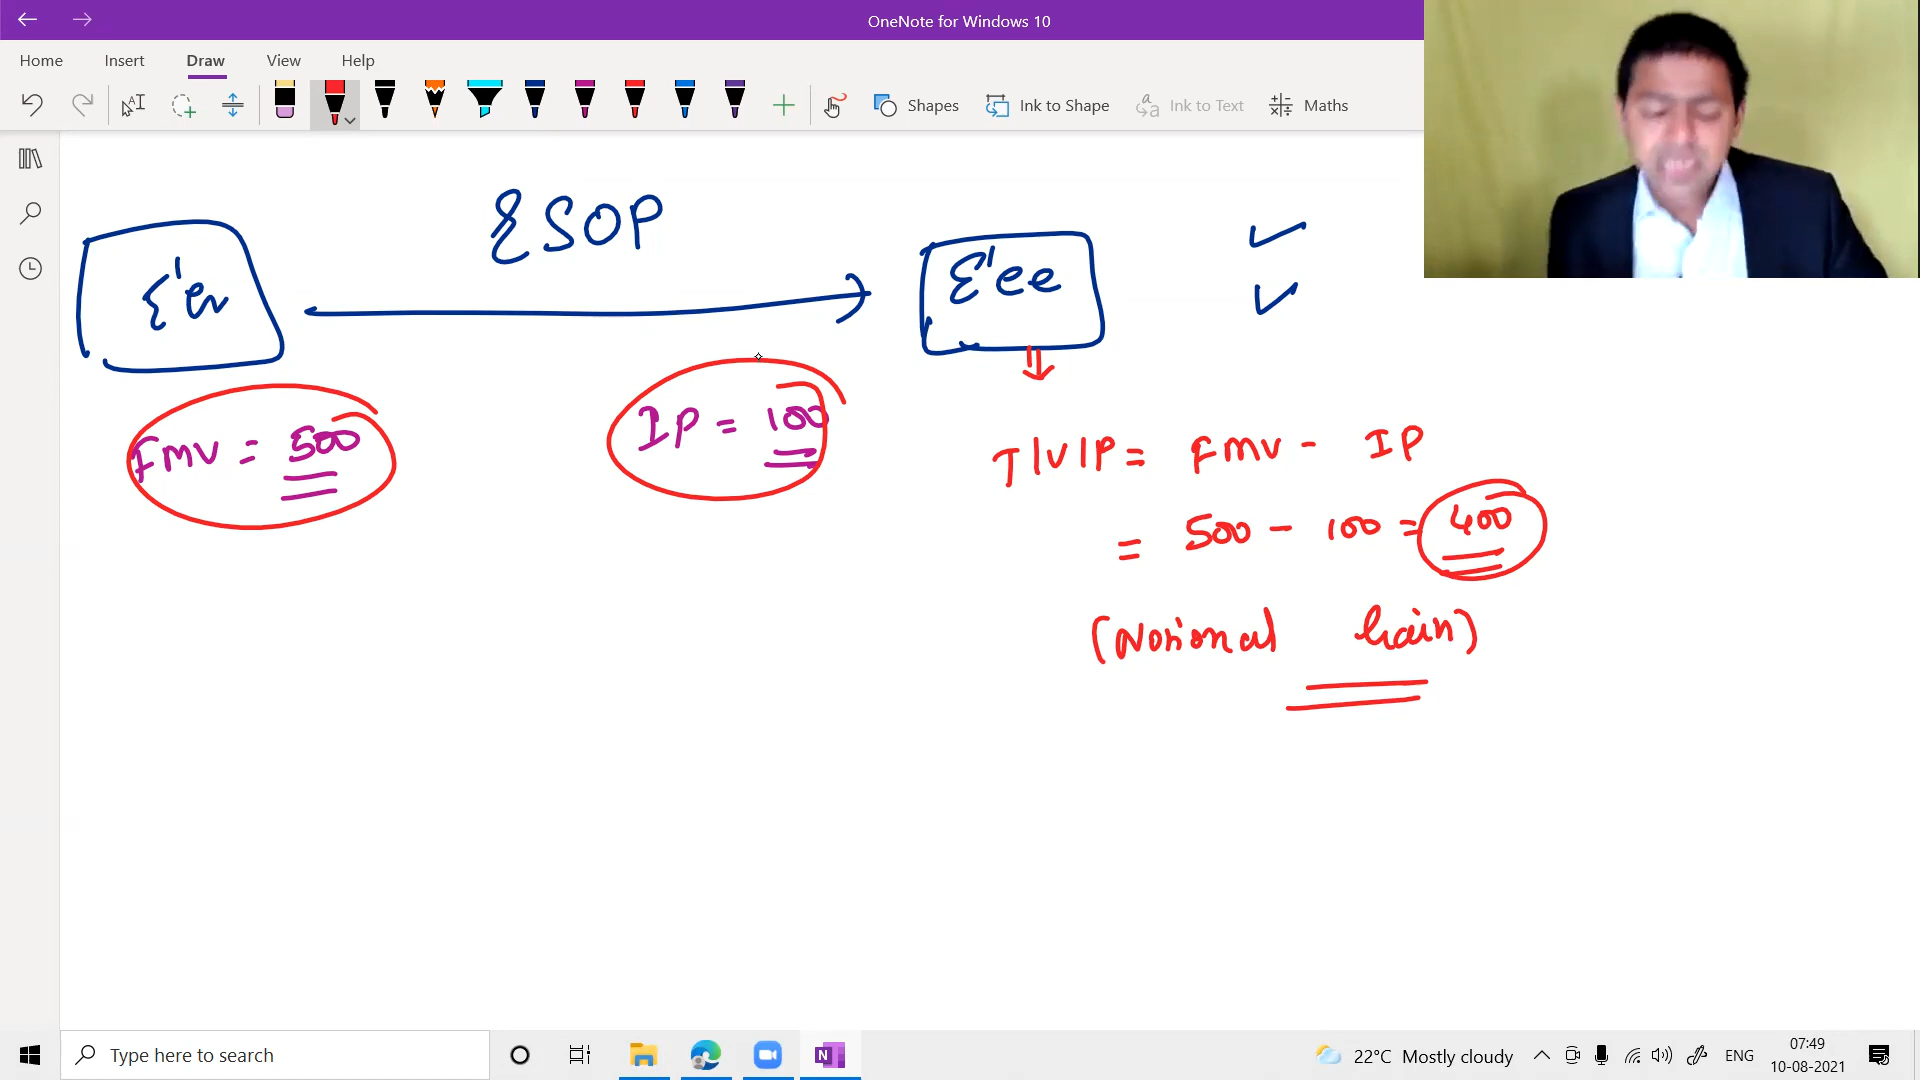 OneNote for Windows 10
Home Insert Draw View Help
Shapes Ink to Shape Ink to Text Maths
ESOP
E'er
E'ee
FMV = 500
IP = 100
T|V|P = FMV - IP
= 500 - 100 = 400
(Notional Gain)
Type here to search
22°C Mostly cloudy
ENG
07:49
10-08-2021